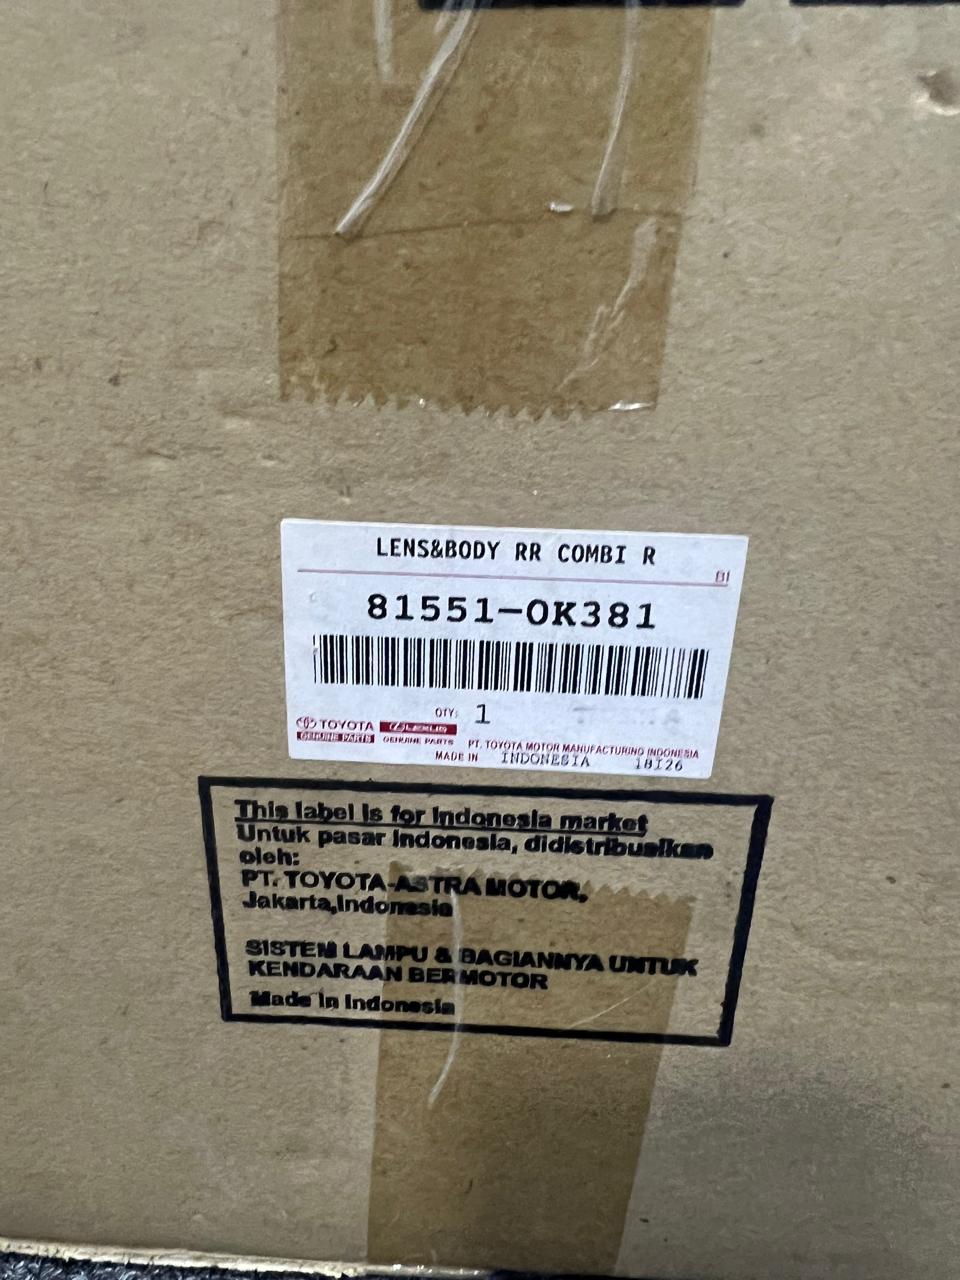 LENS&BODY RR COMBI R
BI
81551-0K381
QTY: 1
TOYOTA LEXUS
GENUINE PARTS GENUINE PARTS PT. TOYOTA MOTOR MANUFACTURING INDONESIA
MADE IN INDONESIA 18I26
This label is for Indonesia market
Untuk pasar Indonesia, didistribusikan
oleh:
PT. TOYOTA-ASTRA MOTOR,
Jakarta,Indonesia
SISTEM LAMPU & BAGIANNYA UNTUK
KENDARAAN BERMOTOR
Made in Indonesia